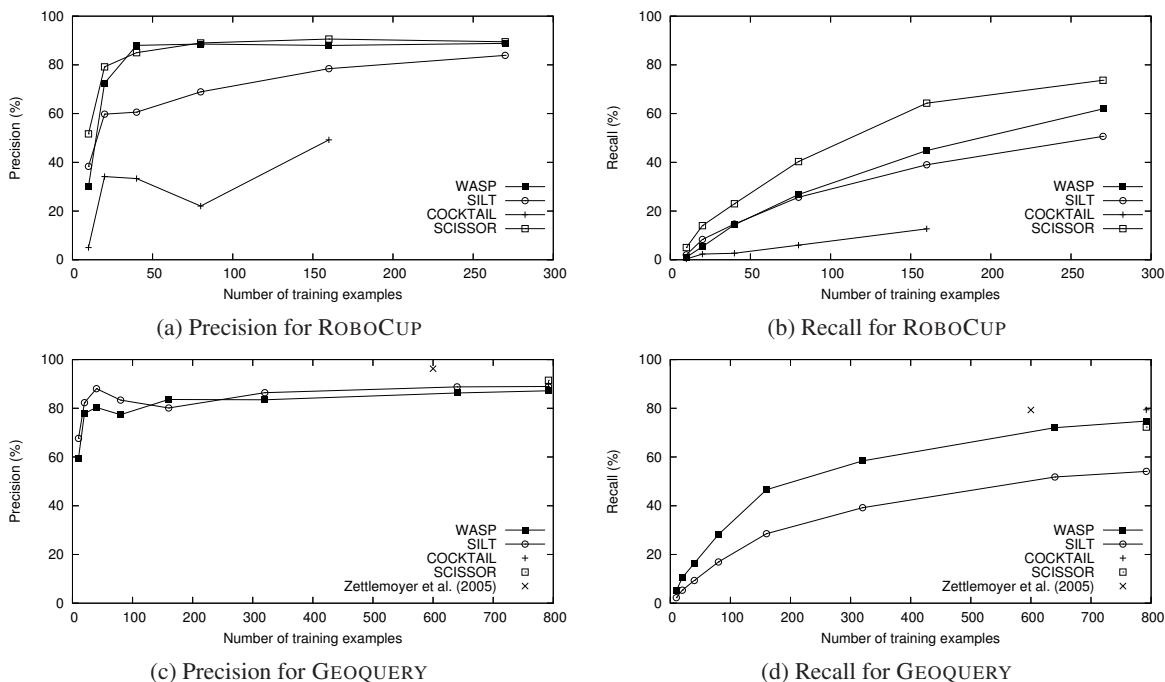 100
80
60
40
20
0
Precision (%)
0 50 100 150 200 250 300
Number of training examples
WASP
SILT
COCKTAIL
SCISSOR
(a) Precision for ROBOCUP
100
80
60
40
20
0
Recall (%)
0 50 100 150 200 250 300
Number of training examples
WASP
SILT
COCKTAIL
SCISSOR
(b) Recall for ROBOCUP
100
80
60
40
20
0
Precision (%)
0 100 200 300 400 500 600 700 800
Number of training examples
WASP
SILT
COCKTAIL
SCISSOR
Zettlemoyer et al. (2005)
(c) Precision for GEOQUERY
100
80
60
40
20
0
Recall (%)
0 100 200 300 400 500 600 700 800
Number of training examples
WASP
SILT
COCKTAIL
SCISSOR
Zettlemoyer et al. (2005)
(d) Recall for GEOQUERY